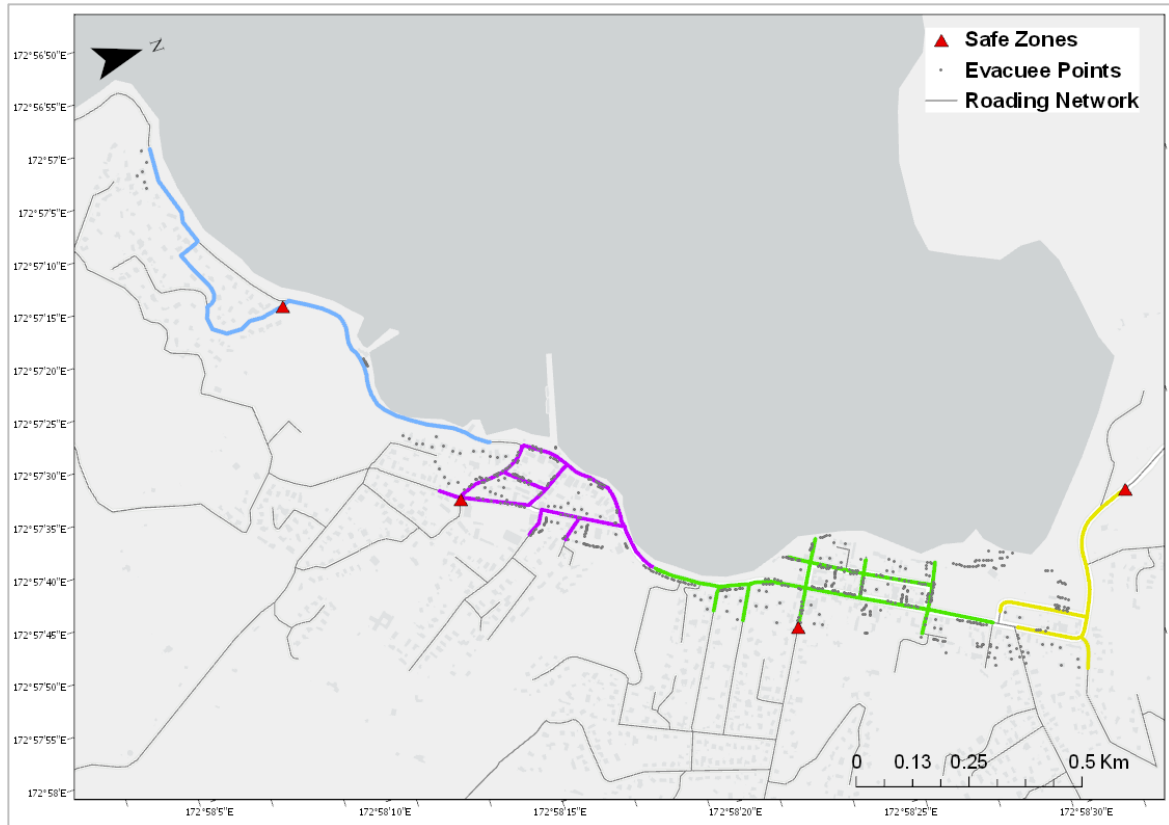 N
Safe Zones
Evacuee Points
Roading Network
172°56'50"E
172°56'55"E
172°57'E
172°57'5"E
172°57'10"E
172°57'15"E
172°57'20"E
172°57'25"E
172°57'30"E
172°57'35"E
172°57'40"E
172°57'45"E
172°57'50"E
172°57'55"E
172°58'E
0 0.13 0.25 0.5 Km
172°58'5"E 172°58'10"E 172°58'15"E 172°58'20"E 172°58'25"E 172°58'30"E